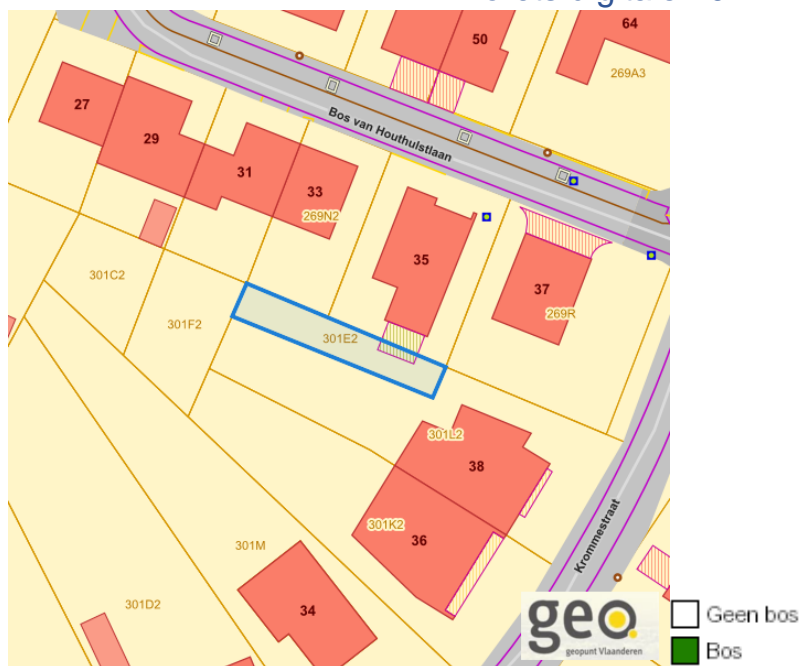 50
64
269A3
27
Bos van Houthulstlaan
29
31
33
269N2
35
301C2
37
269R
301F2
301E2
301L2
38
301K2
36
Krommestraat
301M
301D2
34
geo
geopunt Vlaanderen
Geen bos
Bos